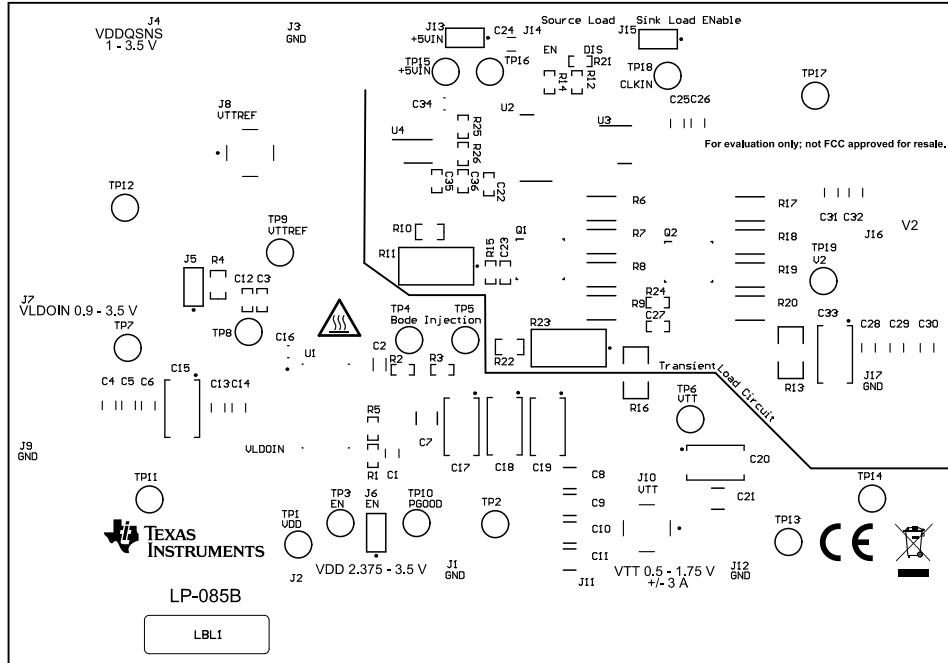 J4
VDDQSNS
1 - 3.5 V
J3
GND
J13
+5VIN
C24
J14
Source Load
Sink Load ENable
J15
EN
DIS
R21
TP15
+5VIN
TP16
R14
R12
TP18
CLKIN
TP17
C34
U2
U3
C25
C26
J8
VTTREF
U4
R25
R26
For evaluation only; not FCC approved for resale.
C35
C36
C22
TP12
R6
R17
C31
C32
V2
TP9
VTTREF
R10
Q1
R7
Q2
R18
J16
R11
R15
C23
R8
R19
TP19
V2
J5
R4
C12
C3
R24
R9
R20
J7
VLDOIN 0.9 - 3.5 V
TP7
TP8
TP4
TP5
Bode Injection
C27
C33
C28
C29
C30
R23
C16
U1
C2
R2
R3
R22
Transient Load Circuit
R13
J17
GND
C4
C5
C6
C15
C13
C14
R16
TP6
VTT
R5
C7
J9
GND
VLDOIN
R1
C1
C17
C18
C19
C20
C8
J10
VTT
C21
TP14
TP11
TP3
EN
J6
EN
TP10
PGOOD
TP2
C9
TP1
VDD
C10
TP13
TEXAS
INSTRUMENTS
C11
J2
VDD 2.375 - 3.5 V
J1
GND
J11
VTT 0.5 - 1.75 V
+/- 3 A
J12
GND
CE
LP-085B
LBL1